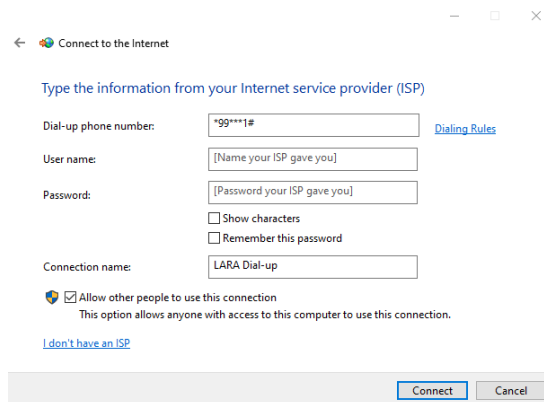 Connect to the Internet
Type the information from your Internet service provider (ISP)
Dial-up phone number: *99***1# Dialing Rules
User name: [Name your ISP gave you]
Password: [Password your ISP gave you]
Show characters
Remember this password
Connection name: LARA Dial-up
Allow other people to use this connection
This option allows anyone with access to this computer to use this connection.
I don't have an ISP
Connect Cancel